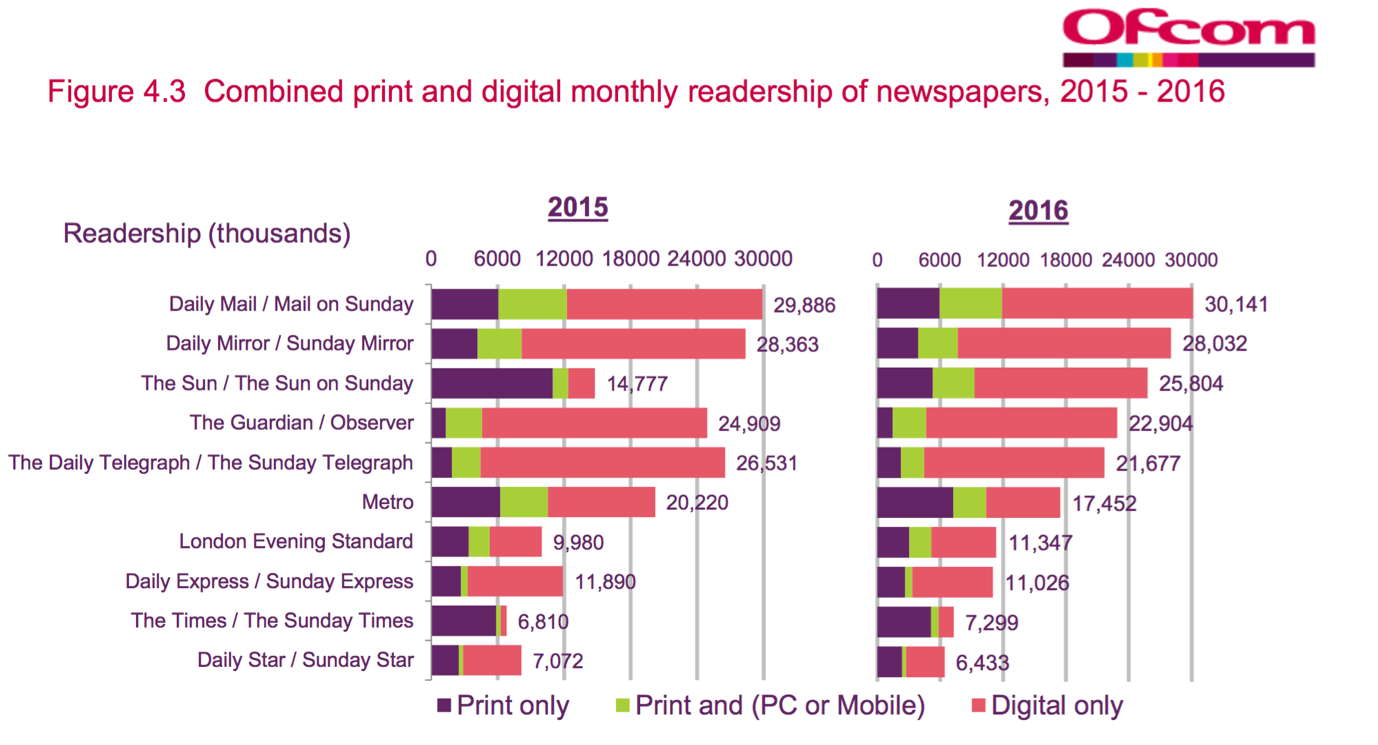 Ofcom
Figure 4.3 Combined print and digital monthly readership of newspapers, 2015 - 2016
2015
2016
Readership (thousands)
0 6000 12000 18000 24000 30000
0 6000 12000 18000 24000 30000
Daily Mail / Mail on Sunday 29,886 30,141
Daily Mirror / Sunday Mirror 28,363 28,032
The Sun / The Sun on Sunday 14,777 25,804
The Guardian / Observer 24,909 22,904
The Daily Telegraph / The Sunday Telegraph 26,531 21,677
Metro 20,220 17,452
London Evening Standard 9,980 11,347
Daily Express / Sunday Express 11,890 11,026
The Times / The Sunday Times 6,810 7,299
Daily Star / Sunday Star 7,072 6,433
Print only Print and (PC or Mobile) Digital only